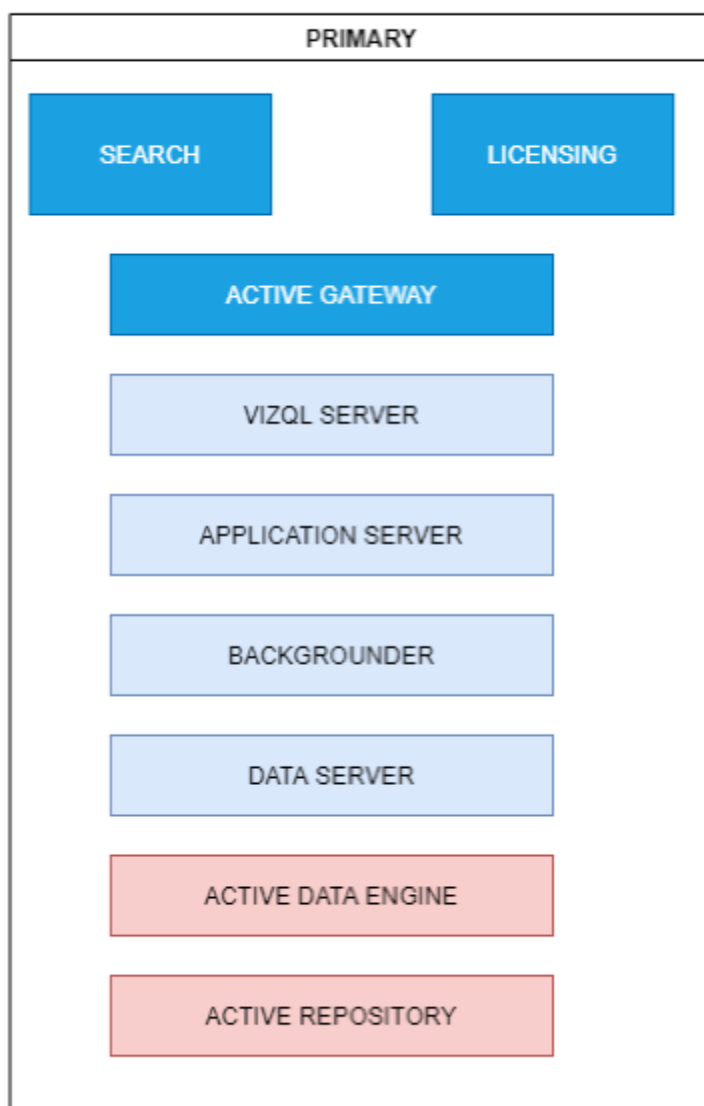 PRIMARY
SEARCH
LICENSING
ACTIVE GATEWAY
VIZQL SERVER
APPLICATION SERVER
BACKGROUNDER
DATA SERVER
ACTIVE DATA ENGINE
ACTIVE REPOSITORY